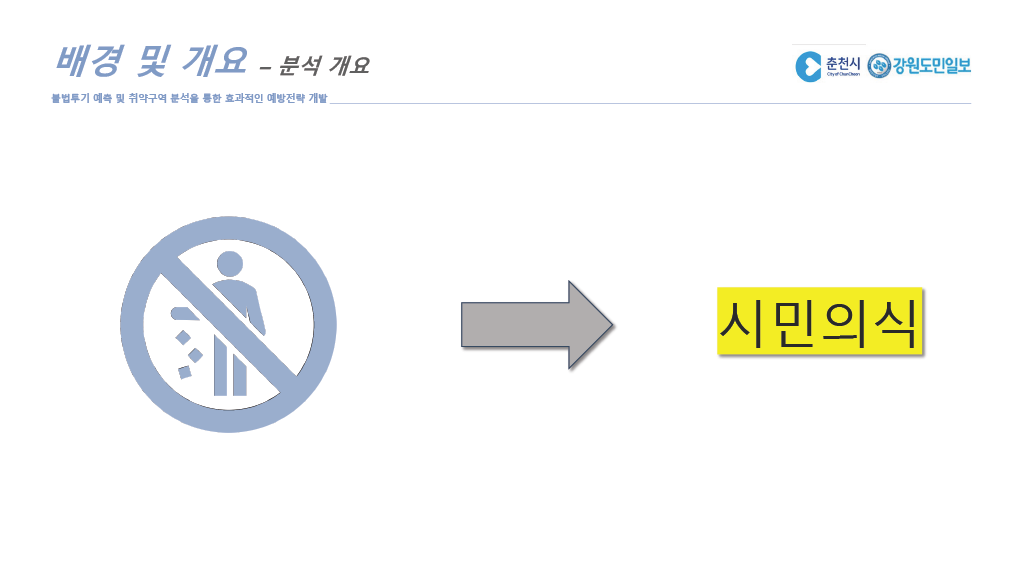 배경 및 개요 – 분석 개요
불법투기 예측 및 취약구역 분석을 통한 효과적인 예방전략 개발
춘천시
City of ChunCheon
강원도민일보
시민의식